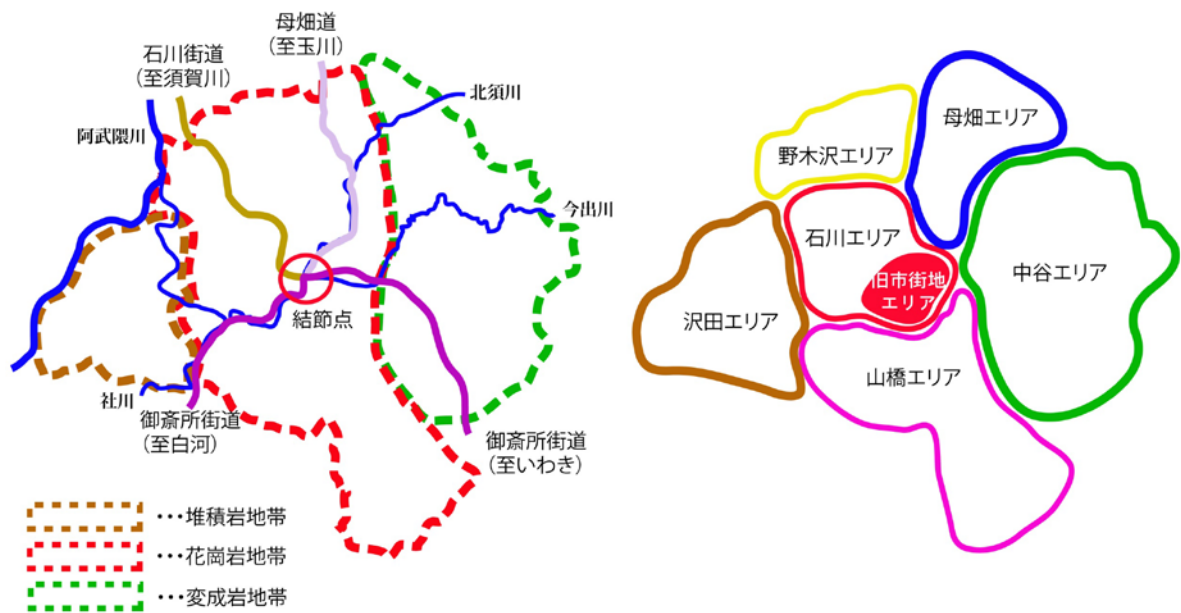 母畑道
(至玉川)
石川街道
(至須賀川)
北須川
阿武隈川
今出川
結節点
社川
御斎所街道
(至白河)
御斎所街道
(至いわき)
･･･堆積岩地帯
･･･花崗岩地帯
･･･変成岩地帯
母畑エリア
野木沢エリア
石川エリア
中谷エリア
旧市街地
エリア
沢田エリア
山橋エリア